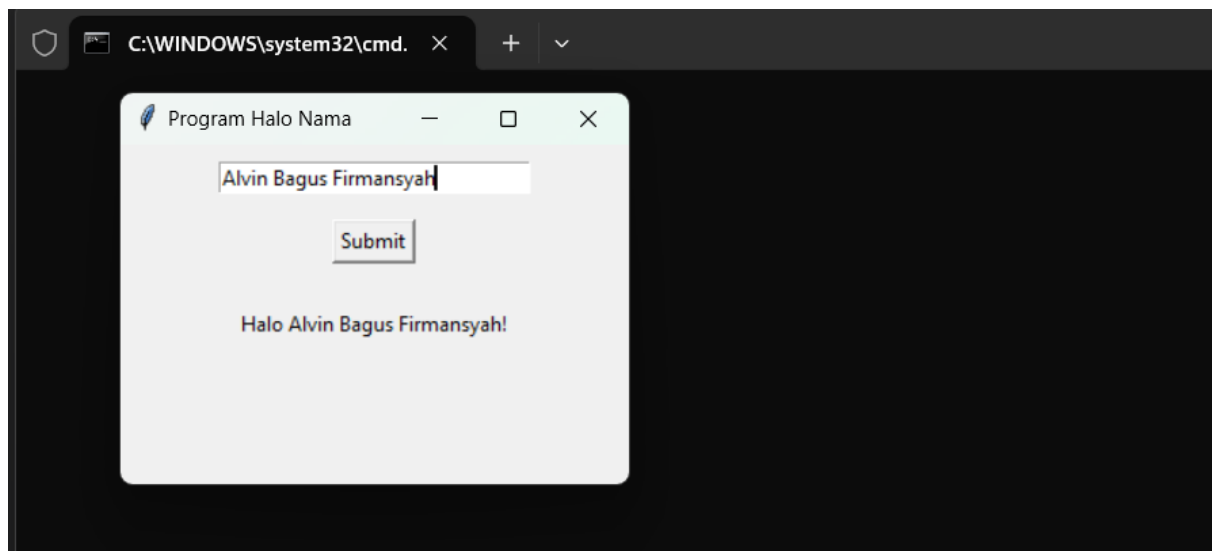 C:\WINDOWS\system32\cmd.
Program Halo Nama
Alvin Bagus Firmansyah
Submit
Halo Alvin Bagus Firmansyah!